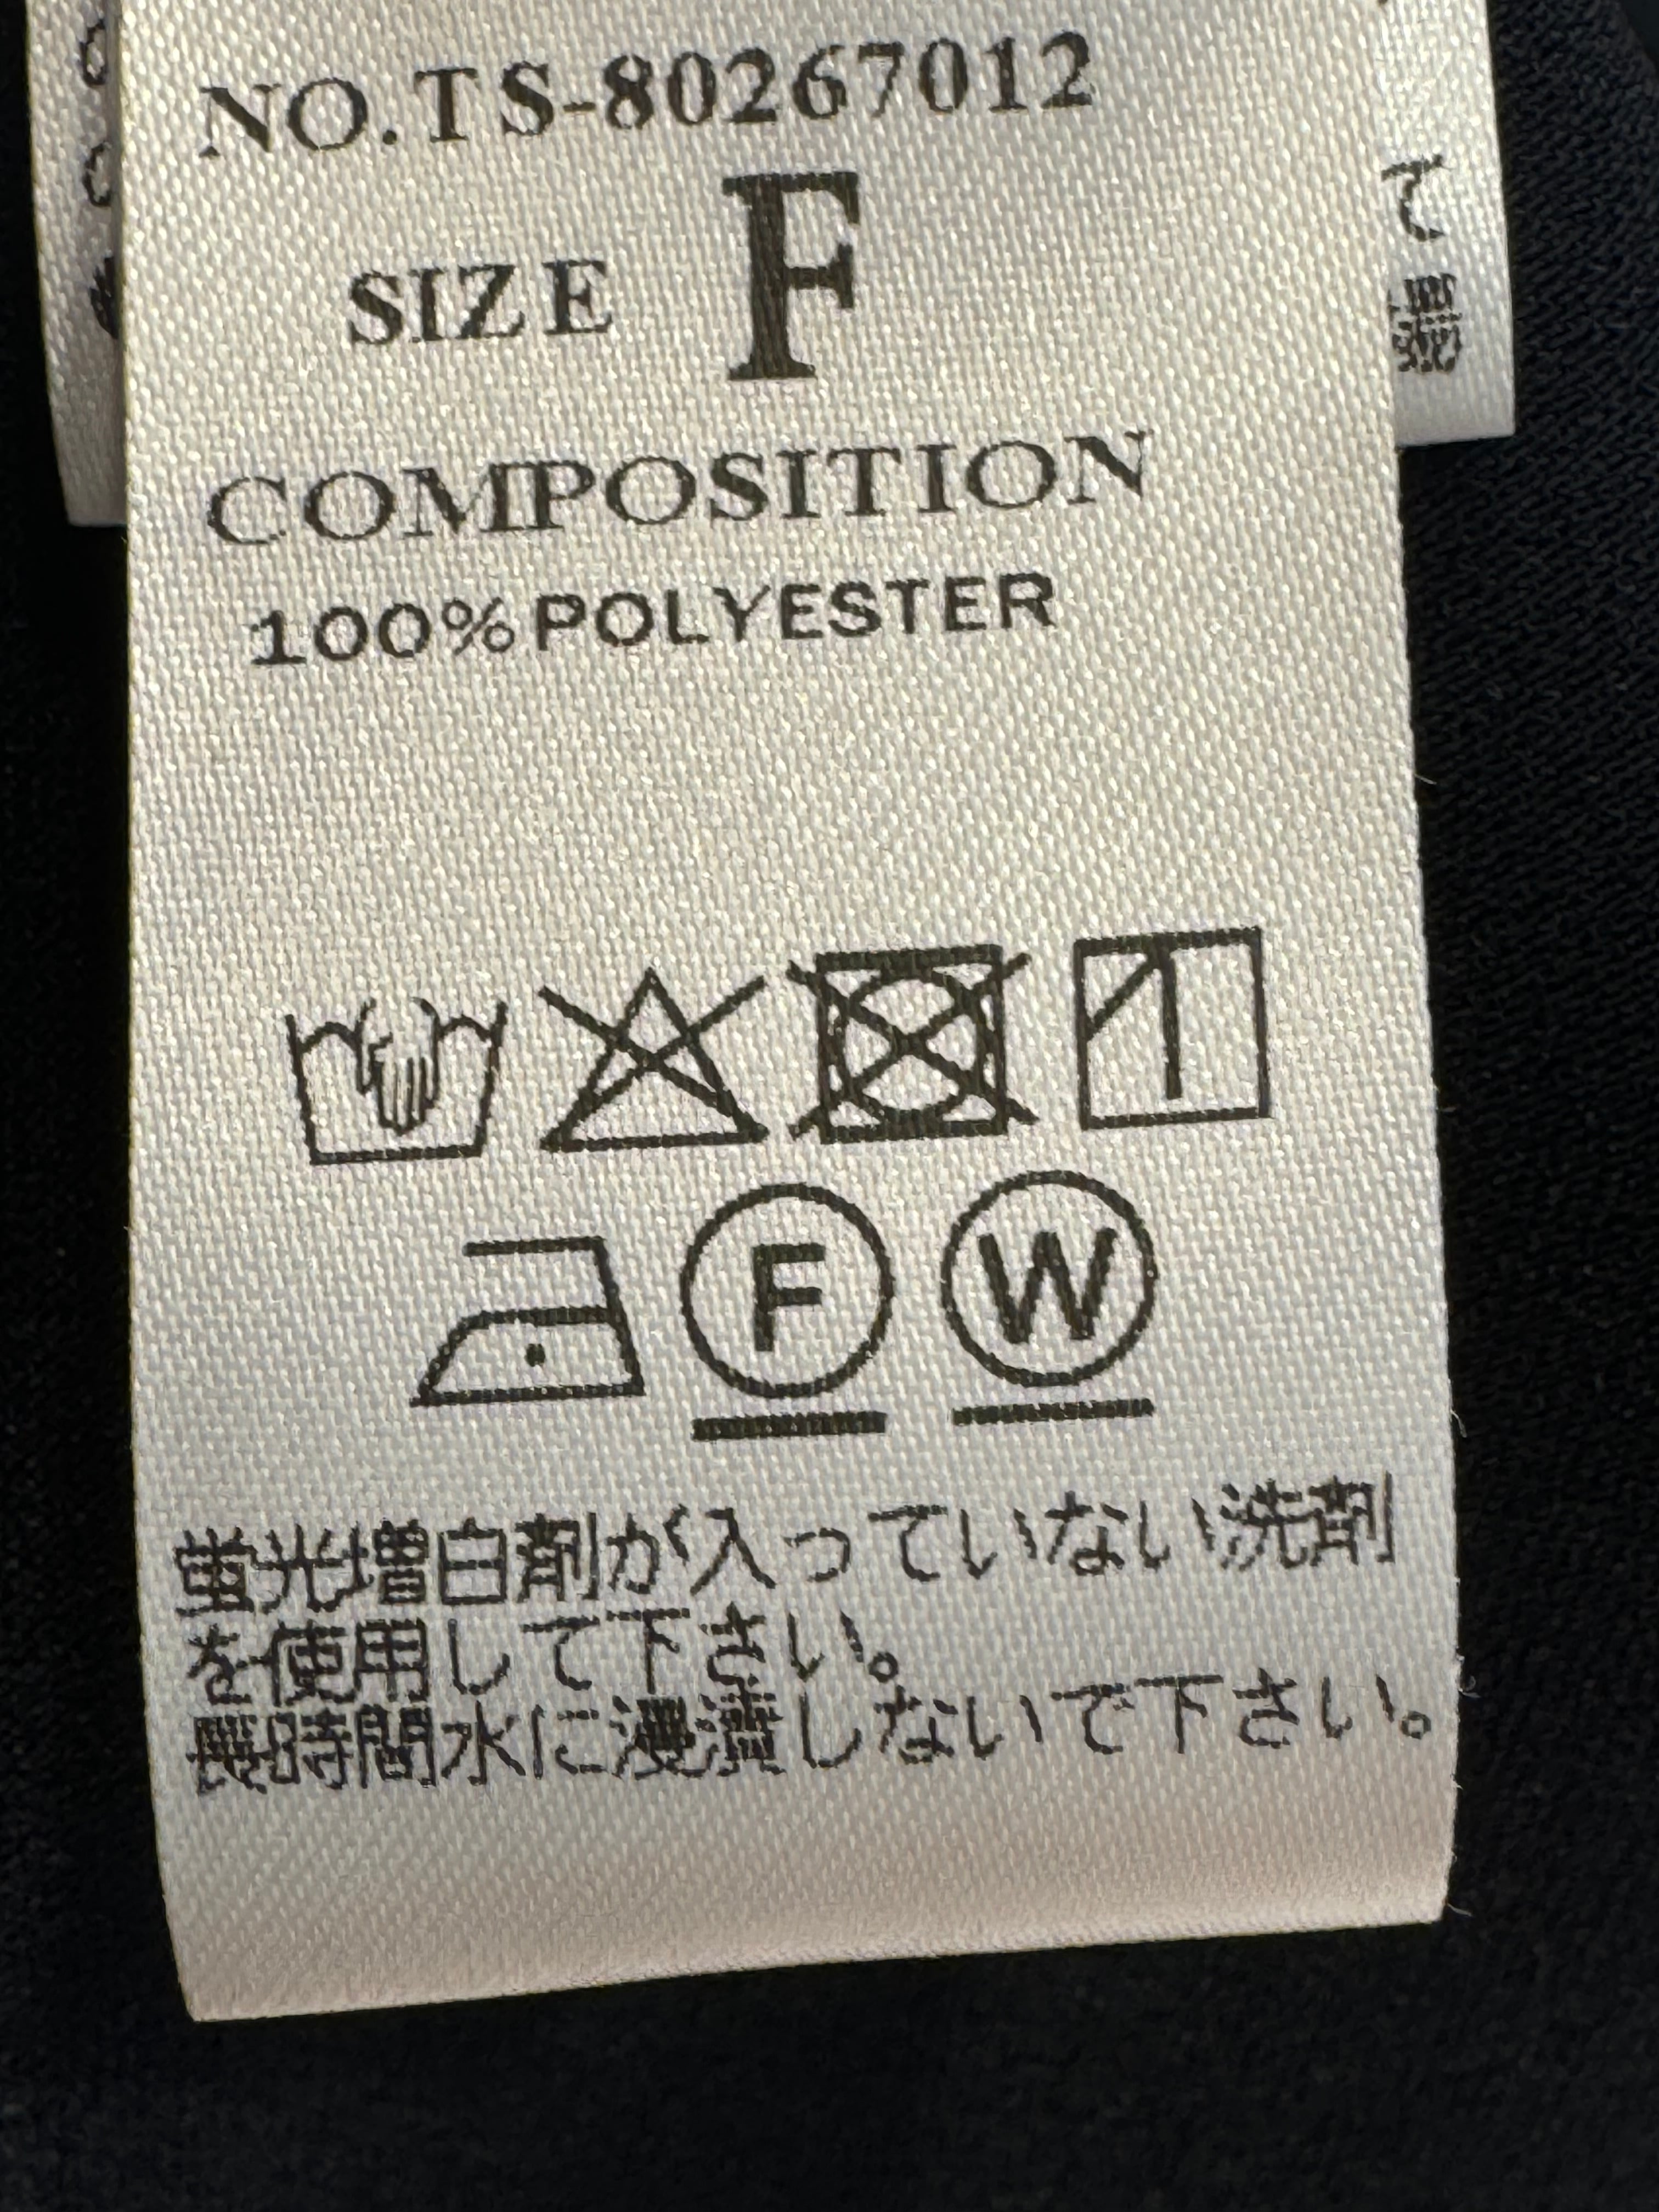 NO.TS-80267012
SIZE F
COMPOSITION
100%POLYESTER
F W
蛍光増白剤が入っていない洗剤
を使用して下さい。
長時間水に浸漬しないで下さい。
て
濃